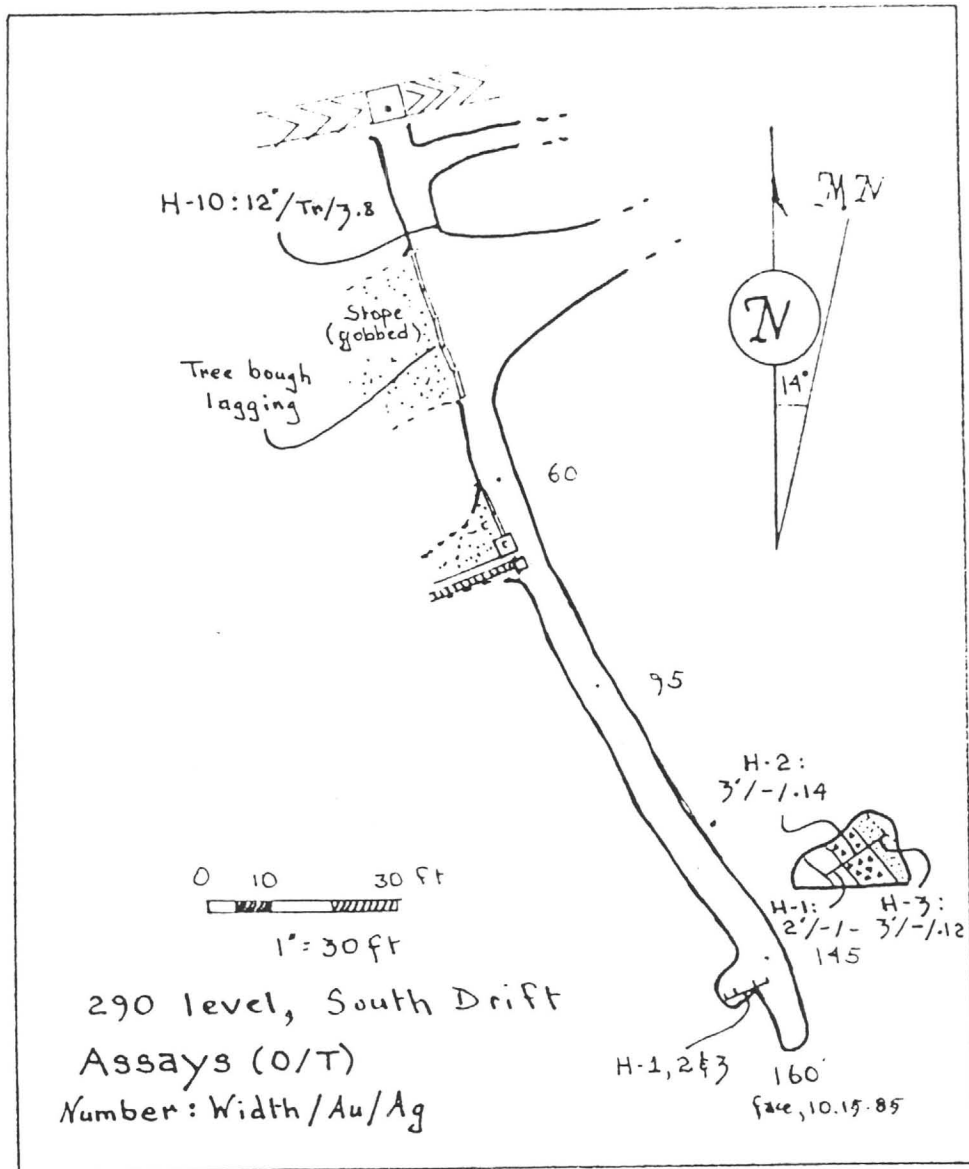 H-10: 12"/Tr/3.8
Stope
(gobbed)
Tree bough
lagging
MN
N
14°
60
95
H-2:
3'/-/.14
H-1:
2'/-/-
H-3:
3'/-/.12
145
0 10 30 ft
1" = 30 ft
290 level, South Drift
Assays (O/T)
Number: Width/Au/Ag
H-1, 2 & 3
160'
face, 10.15.85